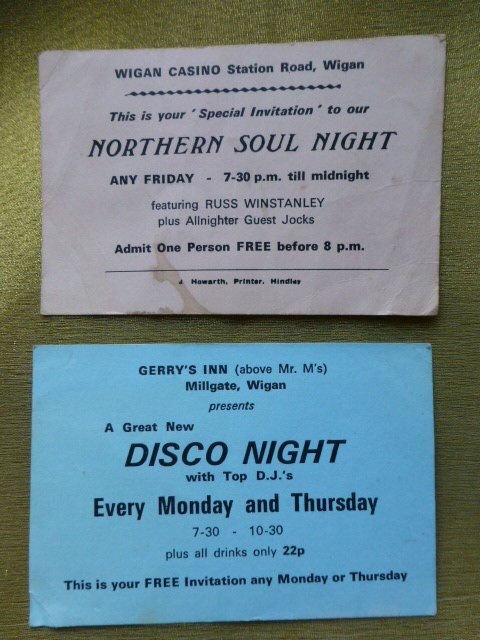 WIGAN CASINO Station Road, Wigan
This is your 'Special Invitation' to our
NORTHERN SOUL NIGHT
ANY FRIDAY - 7-30 p.m. till midnight
featuring RUSS WINSTANLEY
plus Allnighter Guest Jocks
Admit One Person FREE before 8 p.m.
J. Howarth, Printer, Hindley
GERRY'S INN (above Mr. M's)
Millgate, Wigan
presents
A Great New
DISCO NIGHT
with Top D.J.'s
Every Monday and Thursday
7-30 - 10-30
plus all drinks only 22p
This is your FREE Invitation any Monday or Thursday